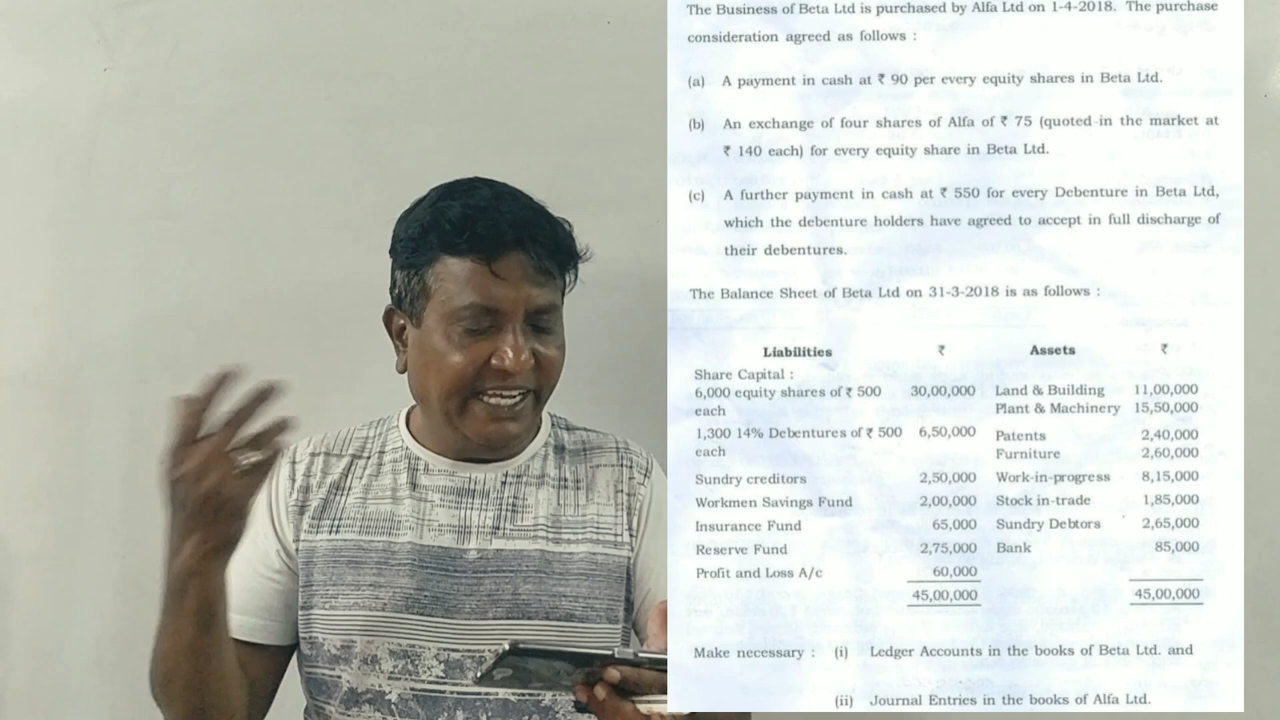 The Business of Beta Ltd is purchased by Alfa Ltd on 1-4-2018. The purchase
consideration agreed as follows :
(a) A payment in cash at ₹ 90 per every equity shares in Beta Ltd.
(b) An exchange of four shares of Alfa of ₹ 75 (quoted in the market at
₹ 140 each) for every equity share in Beta Ltd.
(c) A further payment in cash at ₹ 550 for every Debenture in Beta Ltd,
which the debenture holders have agreed to accept in full discharge of
their debentures.
The Balance Sheet of Beta Ltd on 31-3-2018 is as follows :
Liabilities ₹ Assets ₹
Share Capital :
6,000 equity shares of ₹ 500 30,00,000 Land & Building 11,00,000
each Plant & Machinery 15,50,000
1,300 14% Debentures of ₹ 500 6,50,000 Patents 2,40,000
each Furniture 2,60,000
Sundry creditors 2,50,000 Work-in-progress 8,15,000
Workmen Savings Fund 2,00,000 Stock in-trade 1,85,000
Insurance Fund 65,000 Sundry Debtors 2,65,000
Reserve Fund 2,75,000 Bank 85,000
Profit and Loss A/c 60,000
45,00,000 45,00,000
Make necessary : (i) Ledger Accounts in the books of Beta Ltd. and
(ii) Journal Entries in the books of Alfa Ltd.